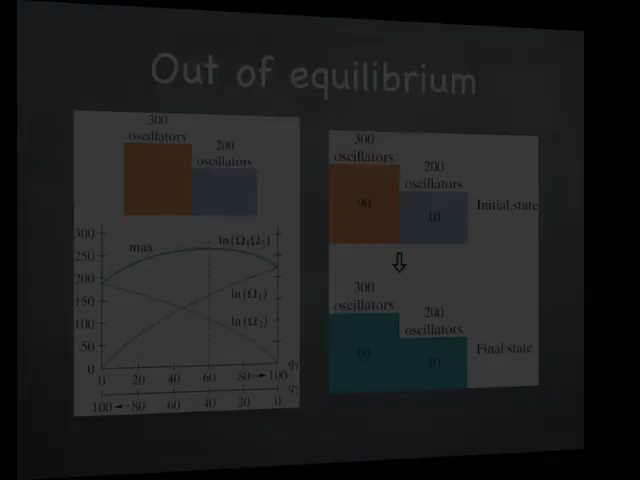 Out of equilibrium
300
oscillators
200
oscillators
300
250
200
150
100
50
0
max
ln (Ω₁Ω₂)
ln (Ω₁)
ln (Ω₂)
0 20 40 60 80 → 100 q₁
100 ← 80 60 40 20 0 q₂
300
oscillators
200
oscillators
90
10
Initial state
300
oscillators
200
oscillators
60
40
Final state